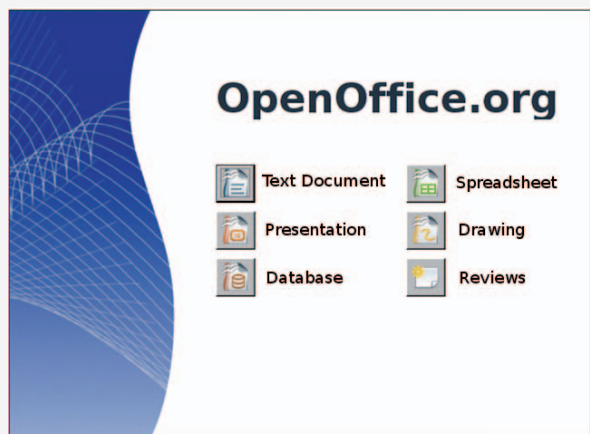 OpenOffice.org
Text Document Spreadsheet
Presentation Drawing
Database Reviews